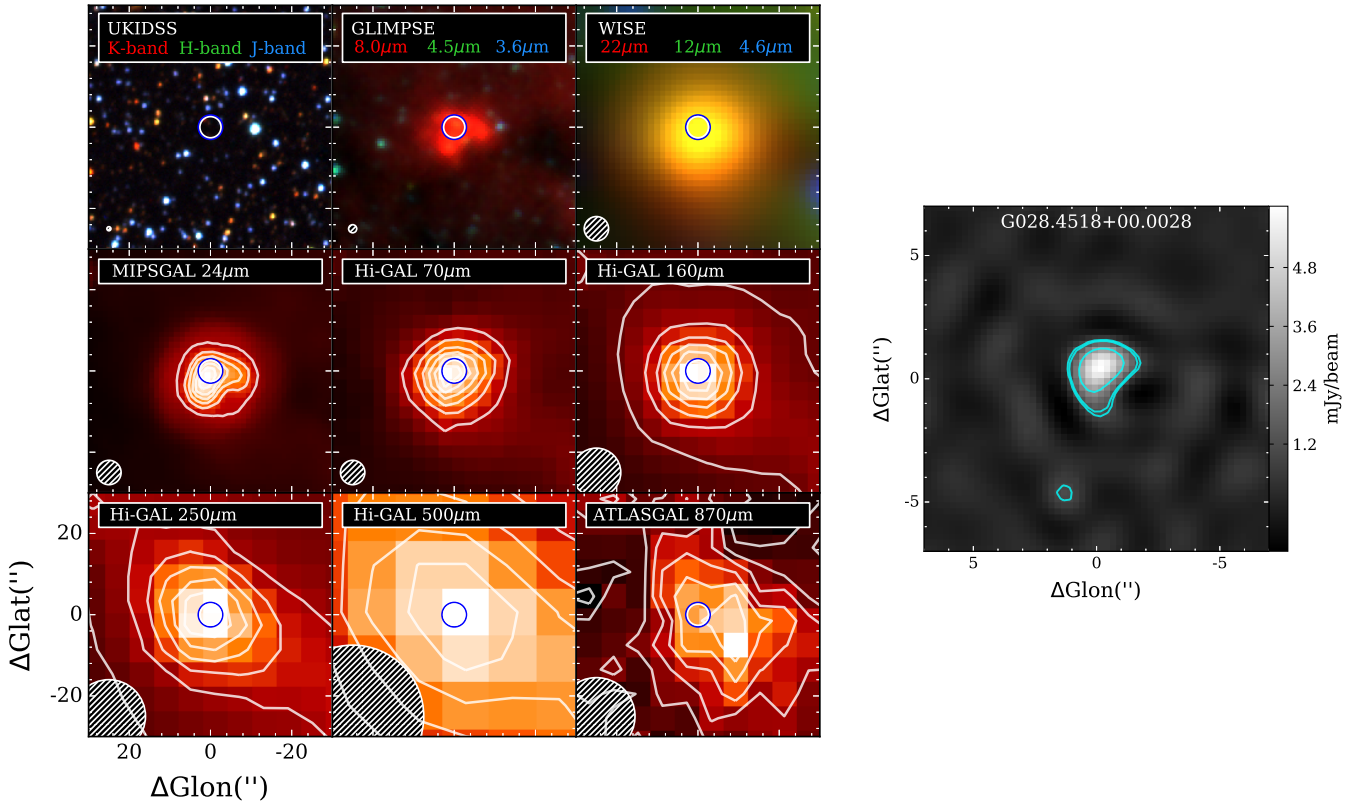 UKIDSS
K-band H-band J-band
GLIMPSE
8.0μm 4.5μm 3.6μm
WISE
22μm 12μm 4.6μm
MIPSGAL 24μm
Hi-GAL 70μm
Hi-GAL 160μm
Hi-GAL 250μm
Hi-GAL 500μm
ATLASGAL 870μm
20
0
-20
ΔGlat('')
20 0 -20
ΔGlon('')
G028.4518+00.0028
5
0
-5
ΔGlat('')
5 0 -5
ΔGlon('')
4.8
3.6
2.4
1.2
mJy/beam